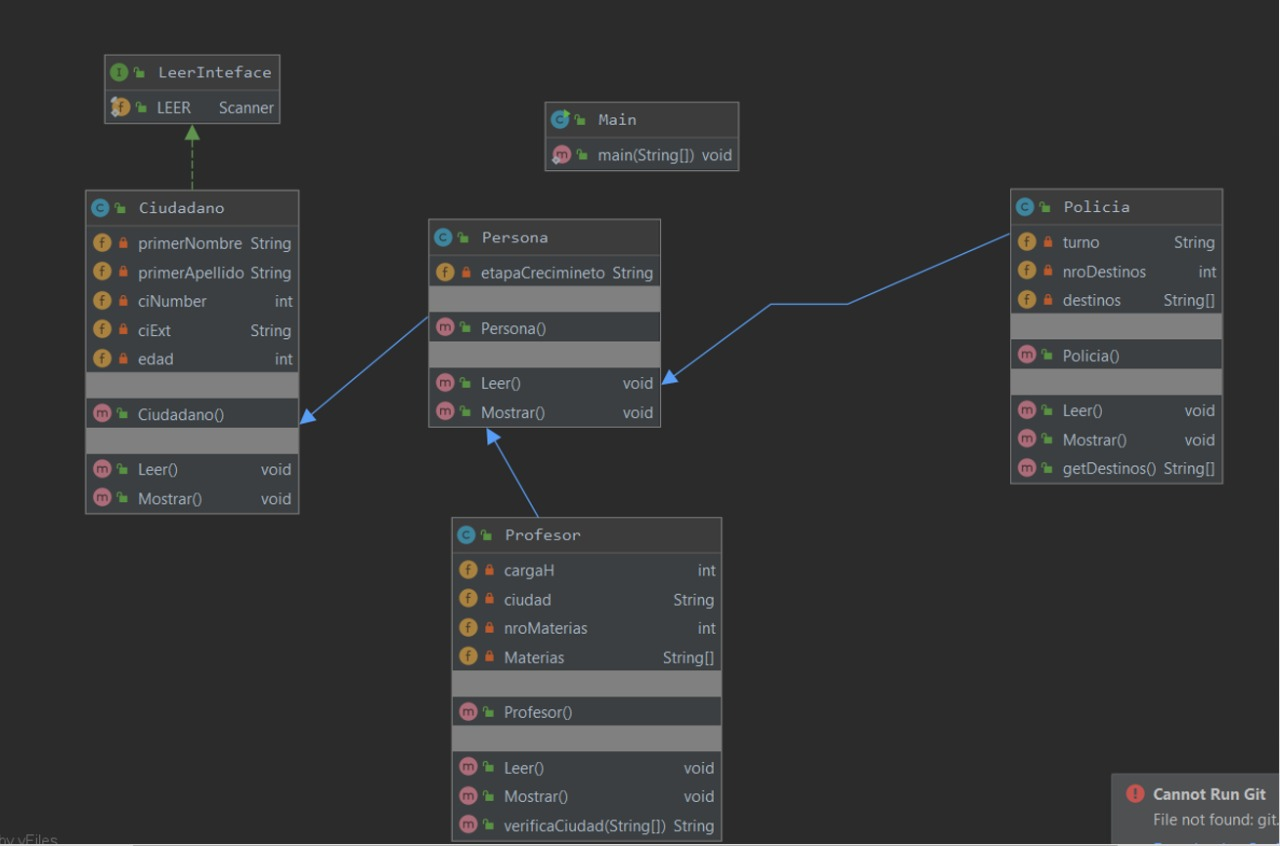 LeerInteface
LEER Scanner
Main
main(String[]) void
Ciudadano
primerNombre String
primerApellido String
ciNumber int
ciExt String
edad int
Ciudadano()
Leer() void
Mostrar() void
Persona
etapaCrecimineto String
Persona()
Leer() void
Mostrar() void
Policia
turno String
nroDestinos int
destinos String[]
Policia()
Leer() void
Mostrar() void
getDestinos() String[]
Profesor
cargaH int
ciudad String
nroMaterias int
Materias String[]
Profesor()
Leer() void
Mostrar() void
verificaCiudad(String[]) String
Cannot Run Git
File not found: git.
by yFiles